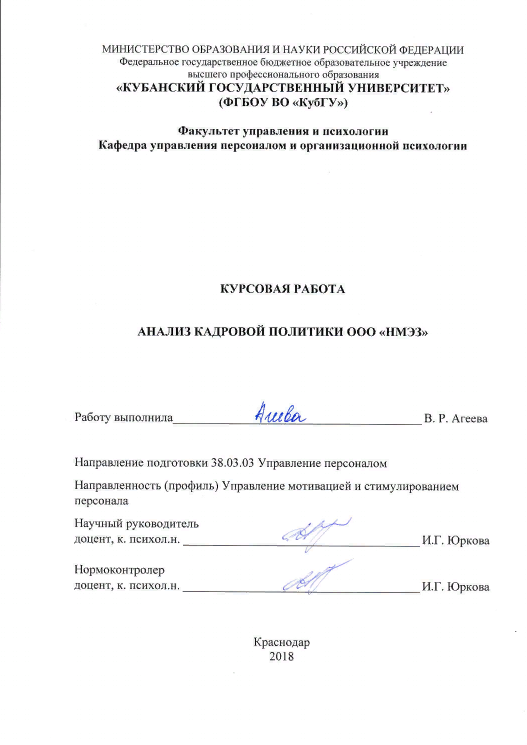 МИНИСТЕРСТВО ОБРАЗОВАНИЯ И НАУКИ РОССИЙСКОЙ ФЕДЕРАЦИИ
Федеральное государственное бюджетное образовательное учреждение
высшего профессионального образования
«КУБАНСКИЙ ГОСУДАРСТВЕННЫЙ УНИВЕРСИТЕТ»
(ФГБОУ ВО «КубГУ»)
Факультет управления и психологии
Кафедра управления персоналом и организационной психологии
КУРСОВАЯ РАБОТА
АНАЛИЗ КАДРОВОЙ ПОЛИТИКИ ООО «НМЭЗ»
Работу выполнила Агеева В. Р. Агеева
Направление подготовки 38.03.03 Управление персоналом
Направленность (профиль) Управление мотивацией и стимулированием
персонала
Научный руководитель
доцент, к. психол.н. И.Г. Юркова
Нормоконтролер
доцент, к. психол.н. И.Г. Юркова
Краснодар
2018